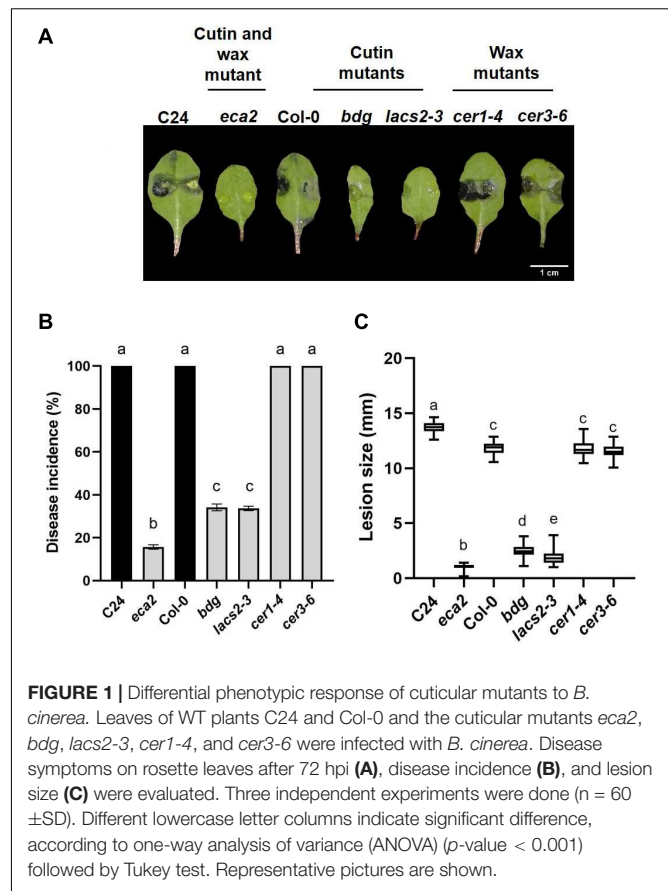 A
Cutin and
wax
mutant
Cutin
mutants
Wax
mutants
C24 eca2 Col-0 bdg lacs2-3 cer1-4 cer3-6
1 cm
B
Disease incidence (%)
100
80
60
40
20
0
a b a c c a a
C24 eca2 Col-0 bdg lacs2-3 cer1-4 cer3-6
C
Lesion size (mm)
20
15
10
5
0
a b c d e c c
C24 eca2 Col-0 bdg lacs2-3 cer1-4 cer3-6
FIGURE 1 | Differential phenotypic response of cuticular mutants to B.
cinerea. Leaves of WT plants C24 and Col-0 and the cuticular mutants eca2,
bdg, lacs2-3, cer1-4, and cer3-6 were infected with B. cinerea. Disease
symptoms on rosette leaves after 72 hpi (A), disease incidence (B), and lesion
size (C) were evaluated. Three independent experiments were done (n = 60
±SD). Different lowercase letter columns indicate significant difference,
according to one-way analysis of variance (ANOVA) (p-value < 0.001)
followed by Tukey test. Representative pictures are shown.